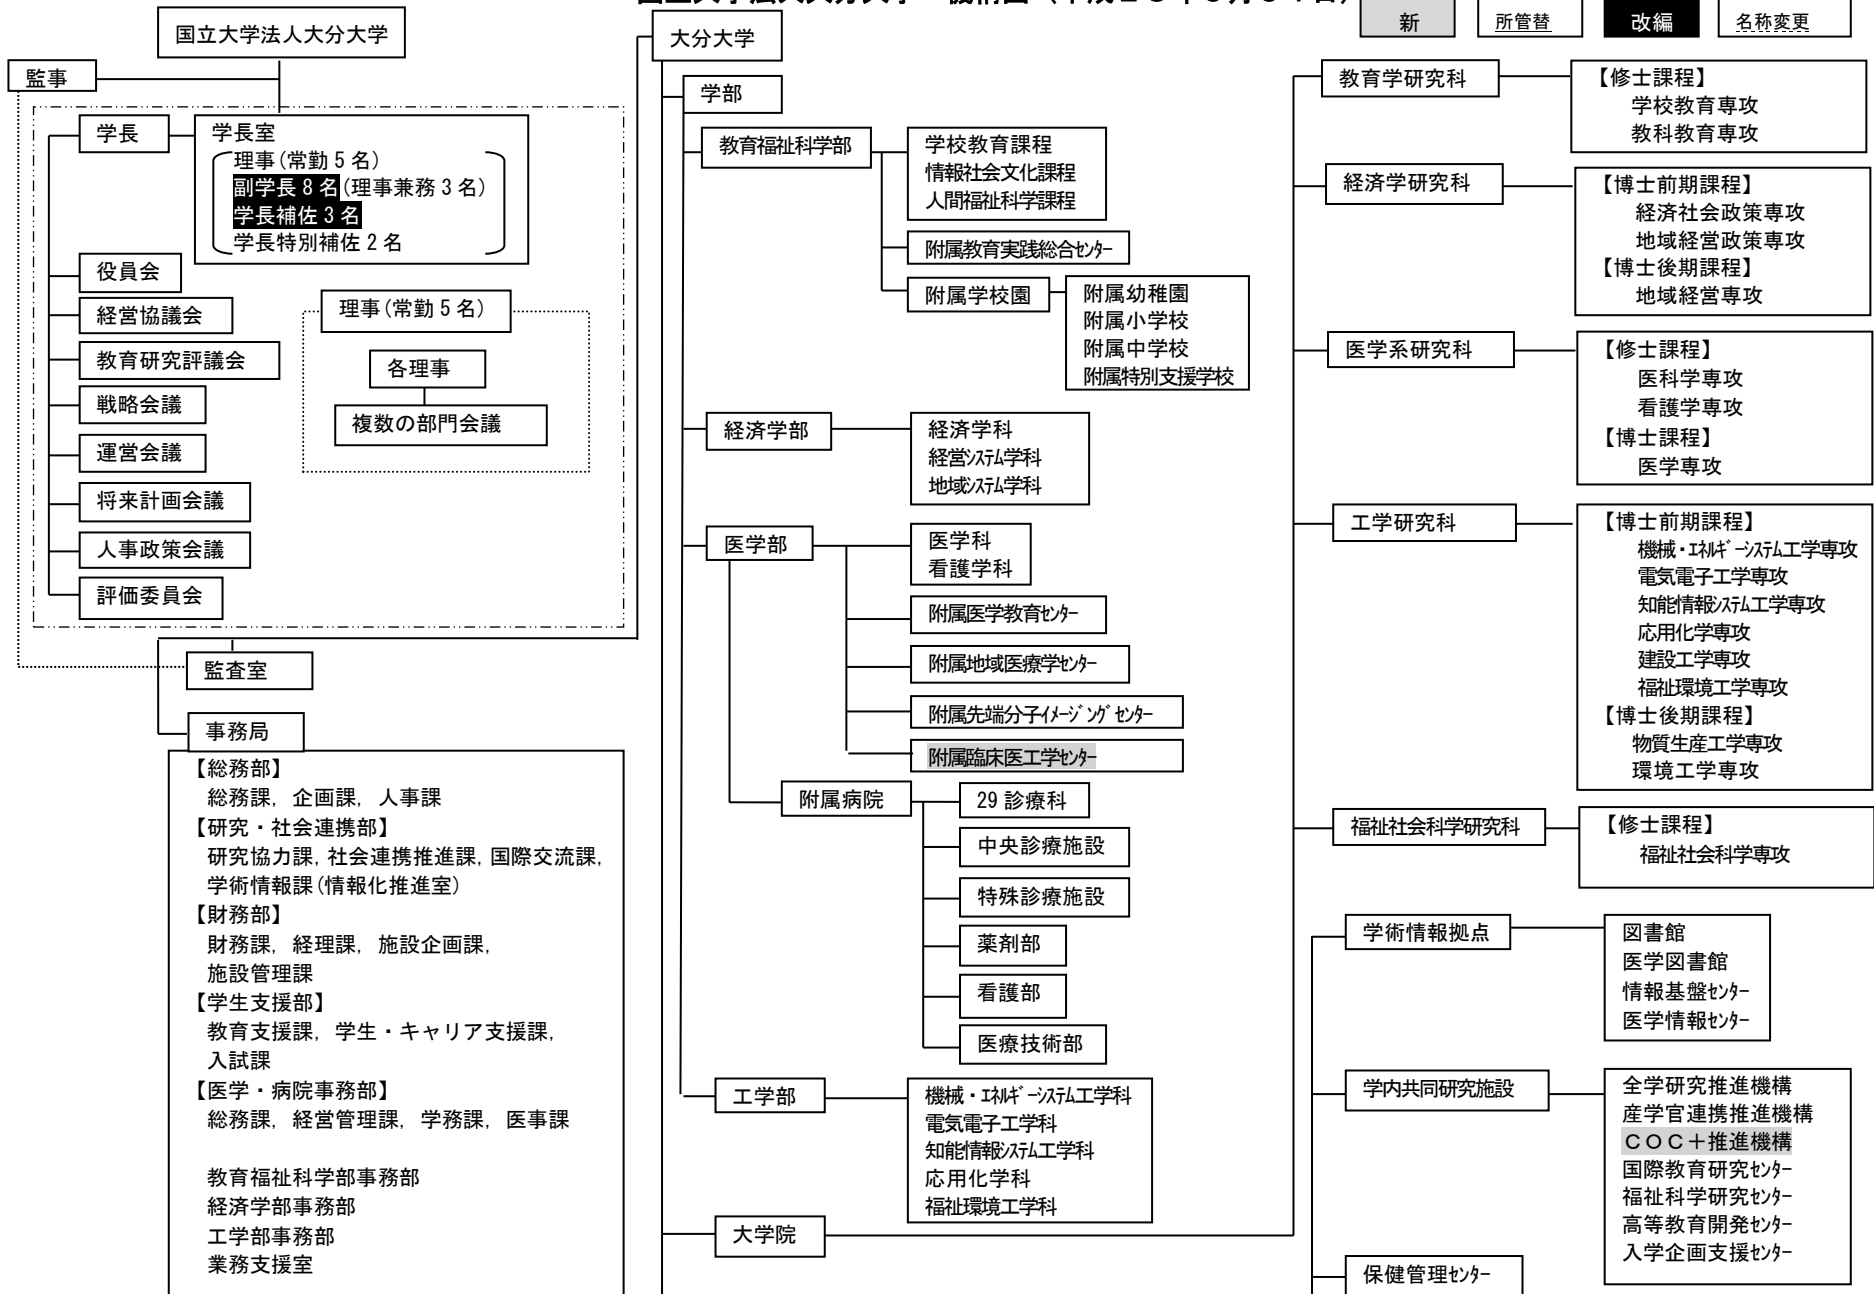 国立大学法人大分大学
新
所管替
改編
名称変更
監事
学長
学長室
理事(常勤５名)
副学長８名(理事兼務３名)
学長補佐３名
学長特別補佐２名
役員会
経営協議会
教育研究評議会
戦略会議
運営会議
将来計画会議
人事政策会議
評価委員会
理事(常勤５名)
各理事
複数の部門会議
監査室
事務局
【総務部】
総務課, 企画課, 人事課
【研究・社会連携部】
研究協力課, 社会連携推進課, 国際交流課,
学術情報課(情報化推進室)
【財務部】
財務課, 経理課, 施設企画課,
施設管理課
【学生支援部】
教育支援課, 学生・キャリア支援課,
入試課
【医学・病院事務部】
総務課, 経営管理課, 学務課, 医事課
教育福祉科学部事務部
経済学部事務部
工学部事務部
業務支援室
大分大学
学部
教育福祉科学部
学校教育課程
情報社会文化課程
人間福祉科学課程
附属教育実践総合ｾﾝﾀｰ
附属学校園
附属幼稚園
附属小学校
附属中学校
附属特別支援学校
経済学部
経済学科
経営ｼｽﾃﾑ学科
地域ｼｽﾃﾑ学科
医学部
医学科
看護学科
附属医学教育ｾﾝﾀｰ
附属地域医療学ｾﾝﾀｰ
附属先端分子ｲﾒｰｼﾞﾝｸﾞｾﾝﾀｰ
附属臨床医工学ｾﾝﾀｰ
附属病院
29 診療科
中央診療施設
特殊診療施設
薬剤部
看護部
医療技術部
工学部
機械・ｴﾈﾙｷﾞｰｼｽﾃﾑ工学科
電気電子工学科
知能情報ｼｽﾃﾑ工学科
応用化学科
福祉環境工学科
大学院
教育学研究科
【修士課程】
学校教育専攻
教科教育専攻
経済学研究科
【博士前期課程】
経済社会政策専攻
地域経営政策専攻
【博士後期課程】
地域経営専攻
医学系研究科
【修士課程】
医科学専攻
看護学専攻
【博士課程】
医学専攻
工学研究科
【博士前期課程】
機械・ｴﾈﾙｷﾞｰｼｽﾃﾑ工学専攻
電気電子工学専攻
知能情報ｼｽﾃﾑ工学専攻
応用化学専攻
建設工学専攻
福祉環境工学専攻
【博士後期課程】
物質生産工学専攻
環境工学専攻
福祉社会科学研究科
【修士課程】
福祉社会科学専攻
学術情報拠点
図書館
医学図書館
情報基盤ｾﾝﾀｰ
医学情報ｾﾝﾀｰ
学内共同研究施設
全学研究推進機構
産学官連携推進機構
ＣＯＣ＋推進機構
国際教育研究ｾﾝﾀｰ
福祉科学研究ｾﾝﾀｰ
高等教育開発ｾﾝﾀｰ
入学企画支援ｾﾝﾀｰ
保健管理ｾﾝﾀｰ